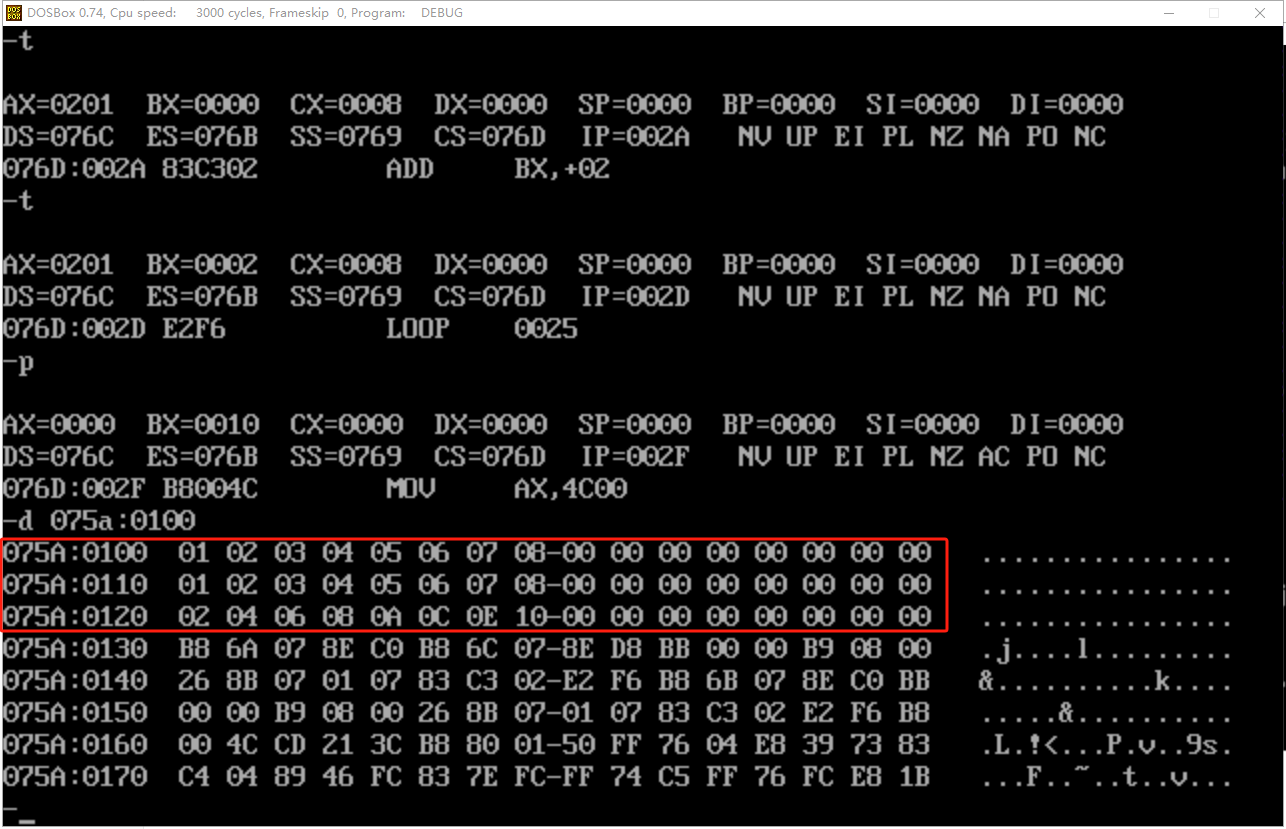 DOSBox 0.74, Cpu speed: 3000 cycles, Frameskip 0, Program: DEBUG
-t
AX=0201 BX=0000 CX=0008 DX=0000 SP=0000 BP=0000 SI=0000 DI=0000
DS=076C ES=076B SS=0769 CS=076D IP=002A NV UP EI PL NZ NA PO NC
076D:002A 83C302 ADD BX,+02
-t
AX=0201 BX=0002 CX=0008 DX=0000 SP=0000 BP=0000 SI=0000 DI=0000
DS=076C ES=076B SS=0769 CS=076D IP=002D NV UP EI PL NZ NA PO NC
076D:002D E2F6 LOOP 0025
-p
AX=0000 BX=0010 CX=0000 DX=0000 SP=0000 BP=0000 SI=0000 DI=0000
DS=076C ES=076B SS=0769 CS=076D IP=002F NV UP EI PL NZ AC PO NC
076D:002F B8004C MOV AX,4C00
-d 075a:0100
075A:0100 01 02 03 04 05 06 07 08-00 00 00 00 00 00 00 00 ................
075A:0110 01 02 03 04 05 06 07 08-00 00 00 00 00 00 00 00 ................
075A:0120 02 04 06 08 0A 0C 0E 10-00 00 00 00 00 00 00 00 ................
075A:0130 B8 6A 07 8E C0 B8 6C 07-8E D8 BB 00 00 B9 08 00 .j....l.........
075A:0140 26 8B 07 01 07 83 C3 02-E2 F6 B8 6B 07 8E C0 BB &..........k....
075A:0150 00 00 B9 08 00 26 8B 07-01 07 83 C3 02 E2 F6 B8 .....&..........
075A:0160 00 4C CD 21 3C B8 80 01-50 FF 76 04 E8 39 73 83 .L.!<...P.v..9s.
075A:0170 C4 04 89 46 FC 83 7E FC-FF 74 C5 FF 76 FC E8 1B ...F..~..t..v...
-_